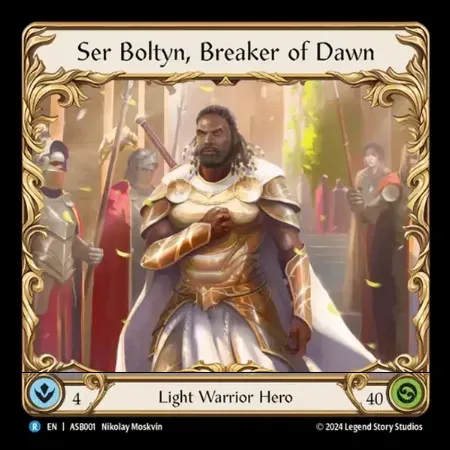 Ser Boltyn, Breaker of Dawn
4 Light Warrior Hero 40
R EN | ASB001 Nikolay Moskvin © 2024 Legend Story Studios